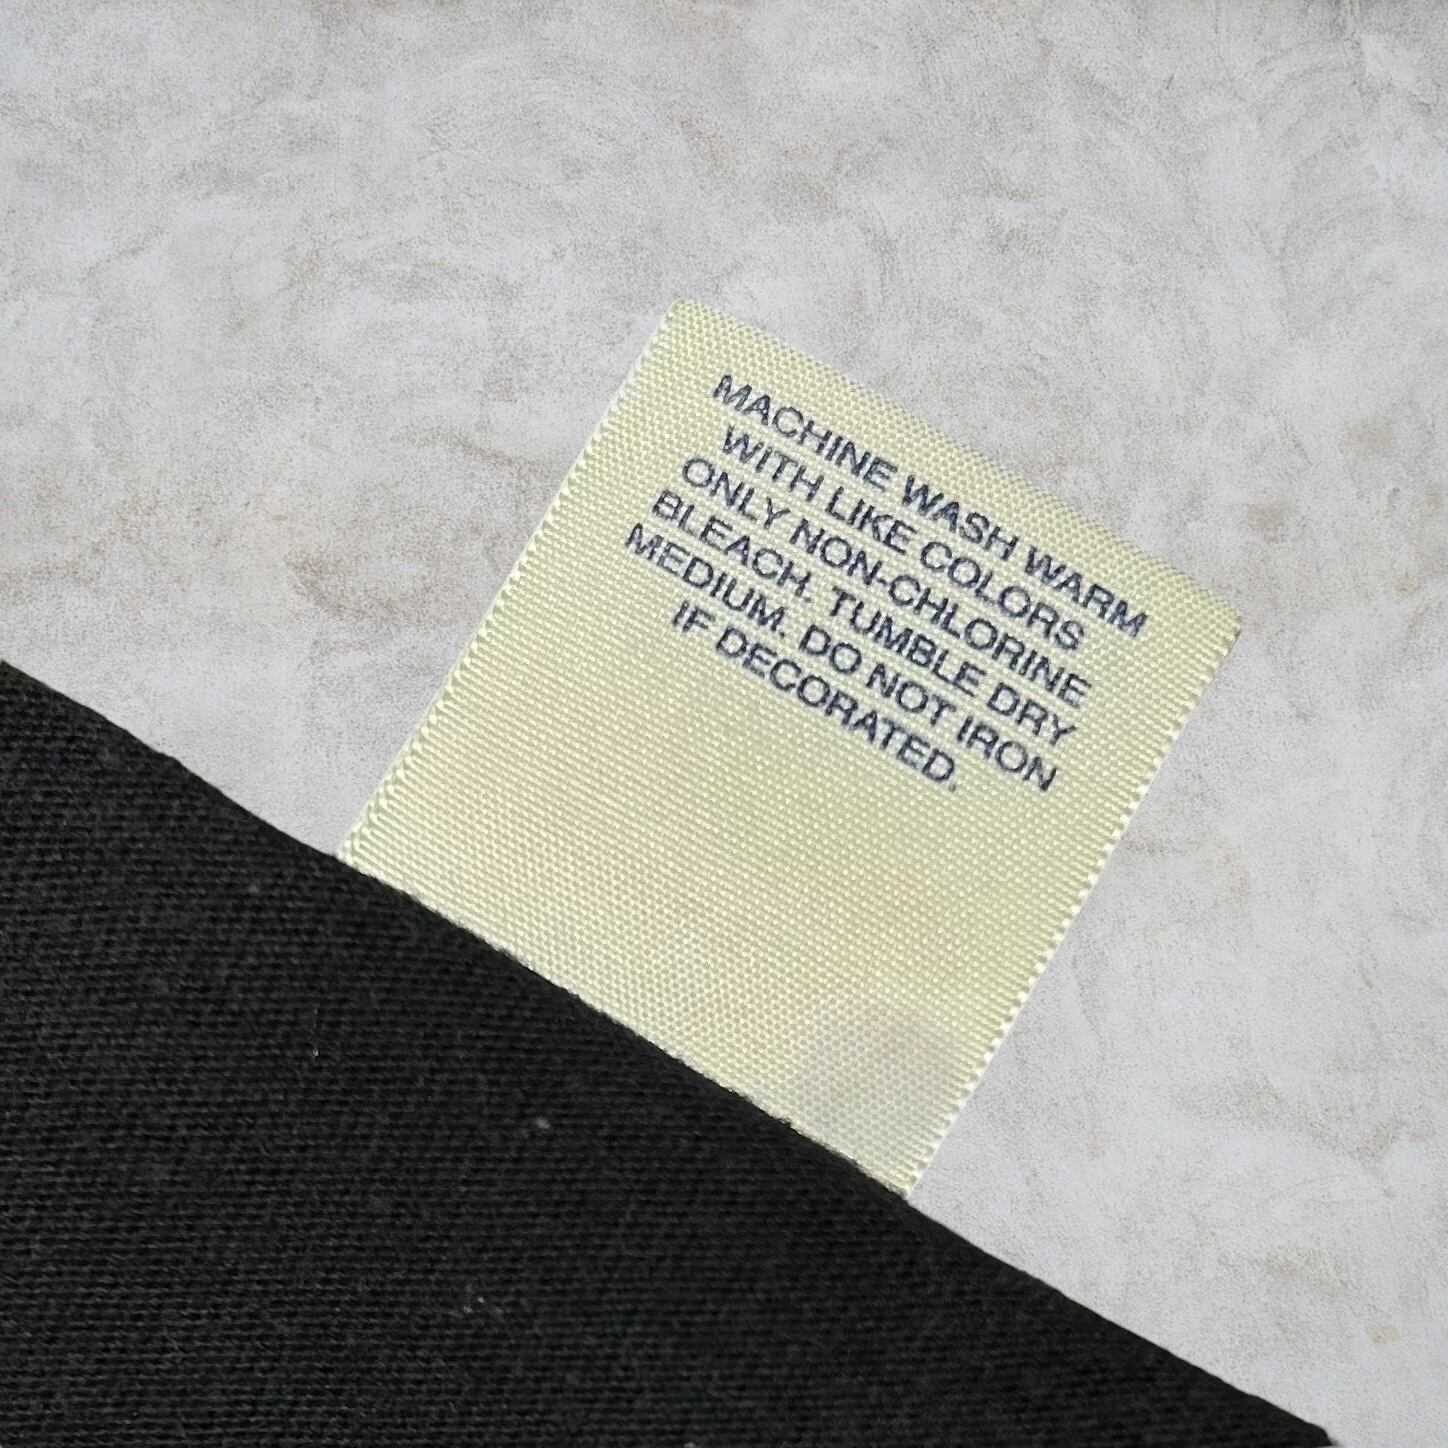 MACHINE WASH WARM
WITH LIKE COLORS
ONLY NON-CHLORINE
BLEACH. TUMBLE DRY
MEDIUM. DO NOT IRON
IF DECORATED.